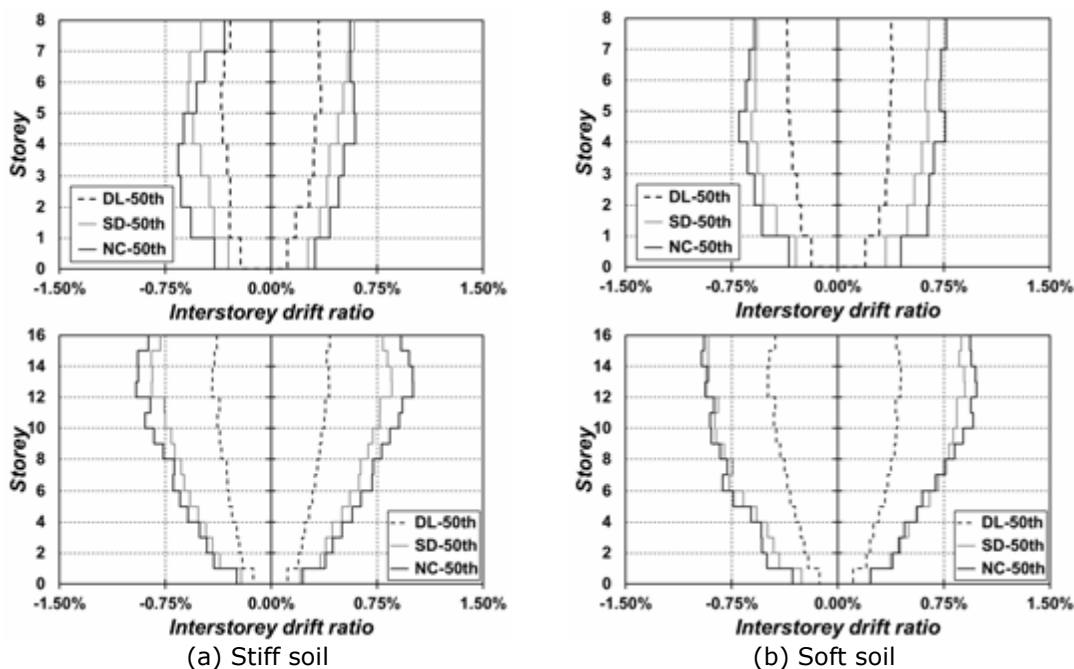 8
7
6
5
4
3
2
1
0
Storey
DL-50th
SD-50th
NC-50th
-1.50% -0.75% 0.00% 0.75% 1.50%
Interstorey drift ratio
8
7
6
5
4
3
2
1
0
Storey
DL-50th
SD-50th
NC-50th
-1.50% -0.75% 0.00% 0.75% 1.50%
Interstorey drift ratio
16
14
12
10
8
6
4
2
0
Storey
DL-50th
SD-50th
NC-50th
-1.50% -0.75% 0.00% 0.75% 1.50%
Interstorey drift ratio
(a) Stiff soil
16
14
12
10
8
6
4
2
0
Storey
DL-50th
SD-50th
NC-50th
-1.50% -0.75% 0.00% 0.75% 1.50%
Interstorey drift ratio
(b) Soft soil